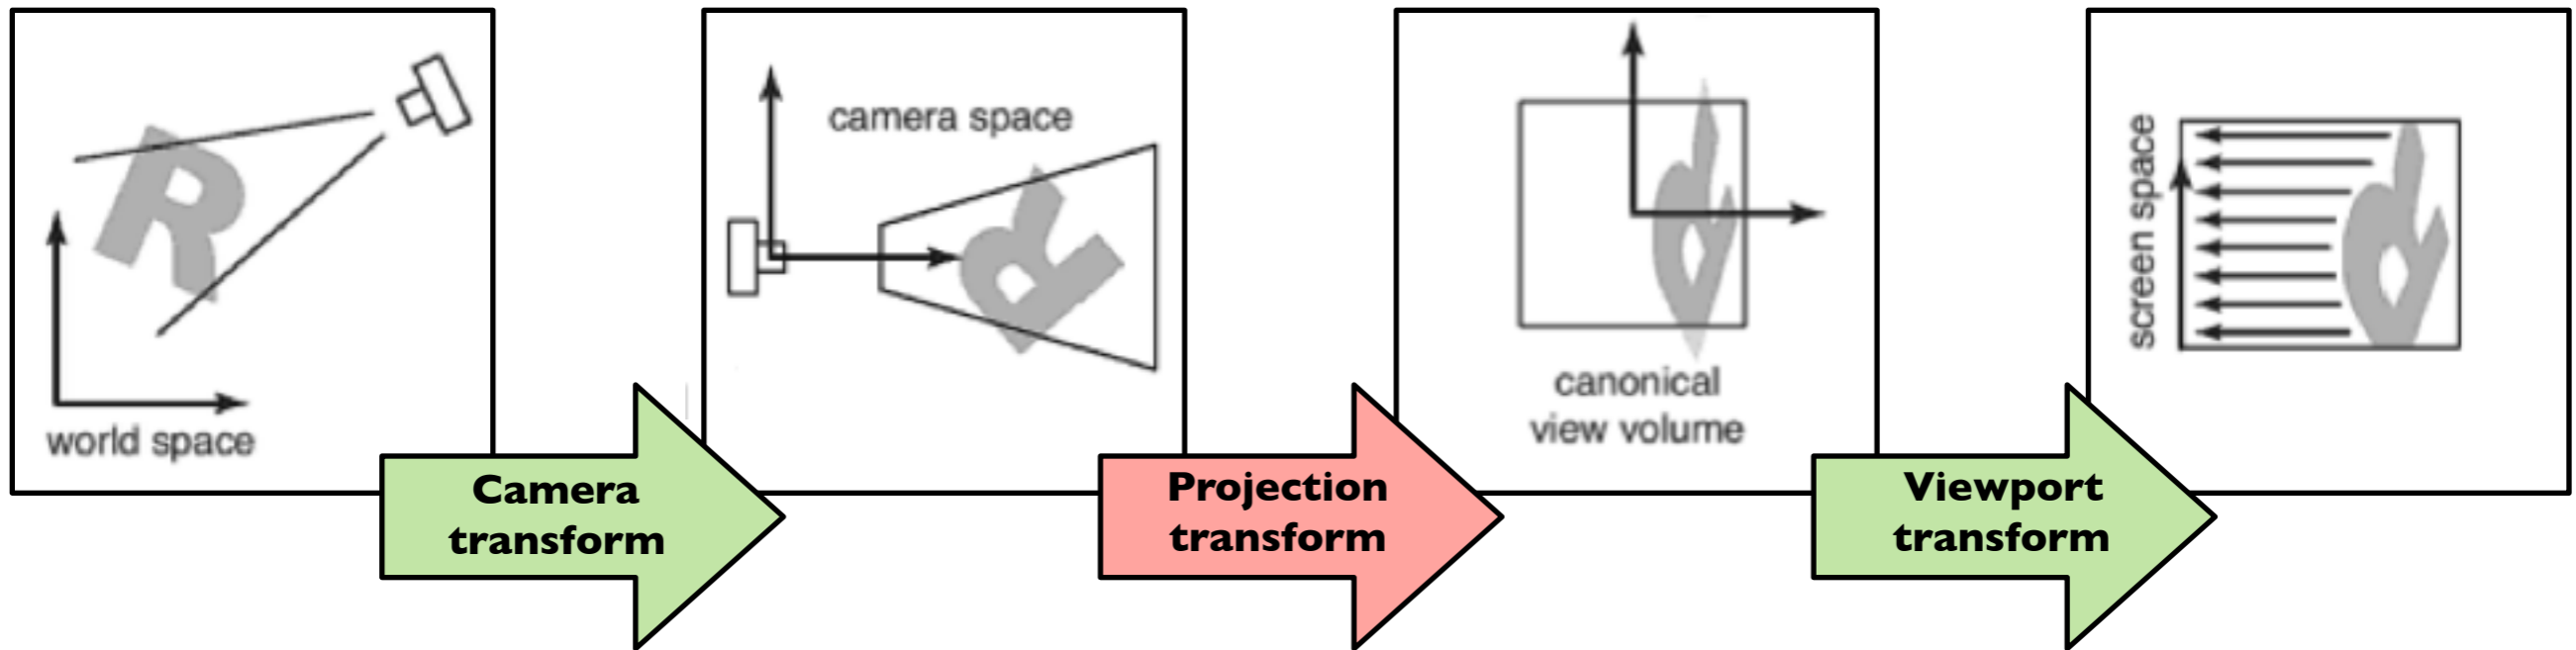 world space
Camera
transform
camera space
Projection
transform
canonical
view volume
Viewport
transform
screen space